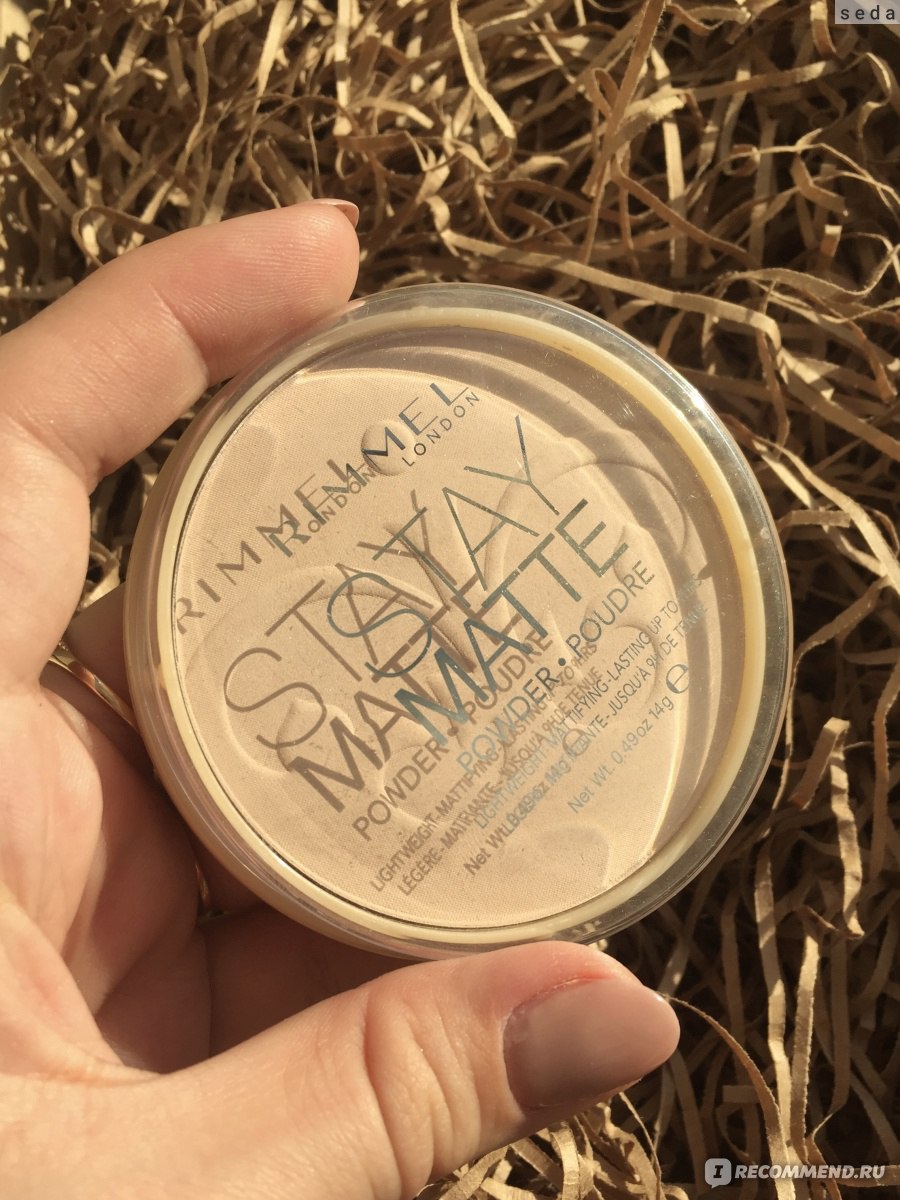 seda
RIMMEL
LONDON
STAY
MATTE
POWDER • POUDRE
LIGHTWEIGHT-MATTIFYING-LASTING UP TO
LÉGÈRE-MATIFIANTE-JUSQU'À 9H DE TENUE
Net Wt. 0.49oz 14g e
IRECOMMEND.RU